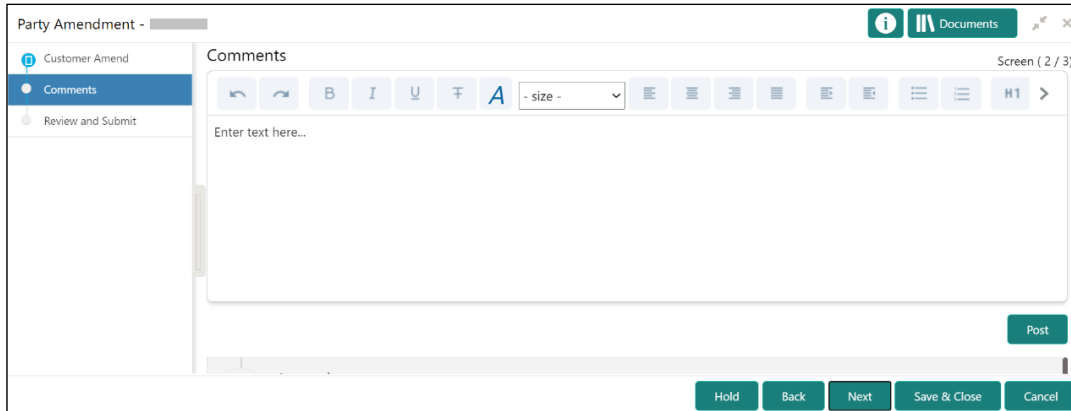 Party Amendment -
i
Documents
Customer Amend
Comments
Review and Submit
Comments
Screen ( 2 / 3)
B I U T A - size - H1
Enter text here...
Post
Hold Back Next Save & Close Cancel